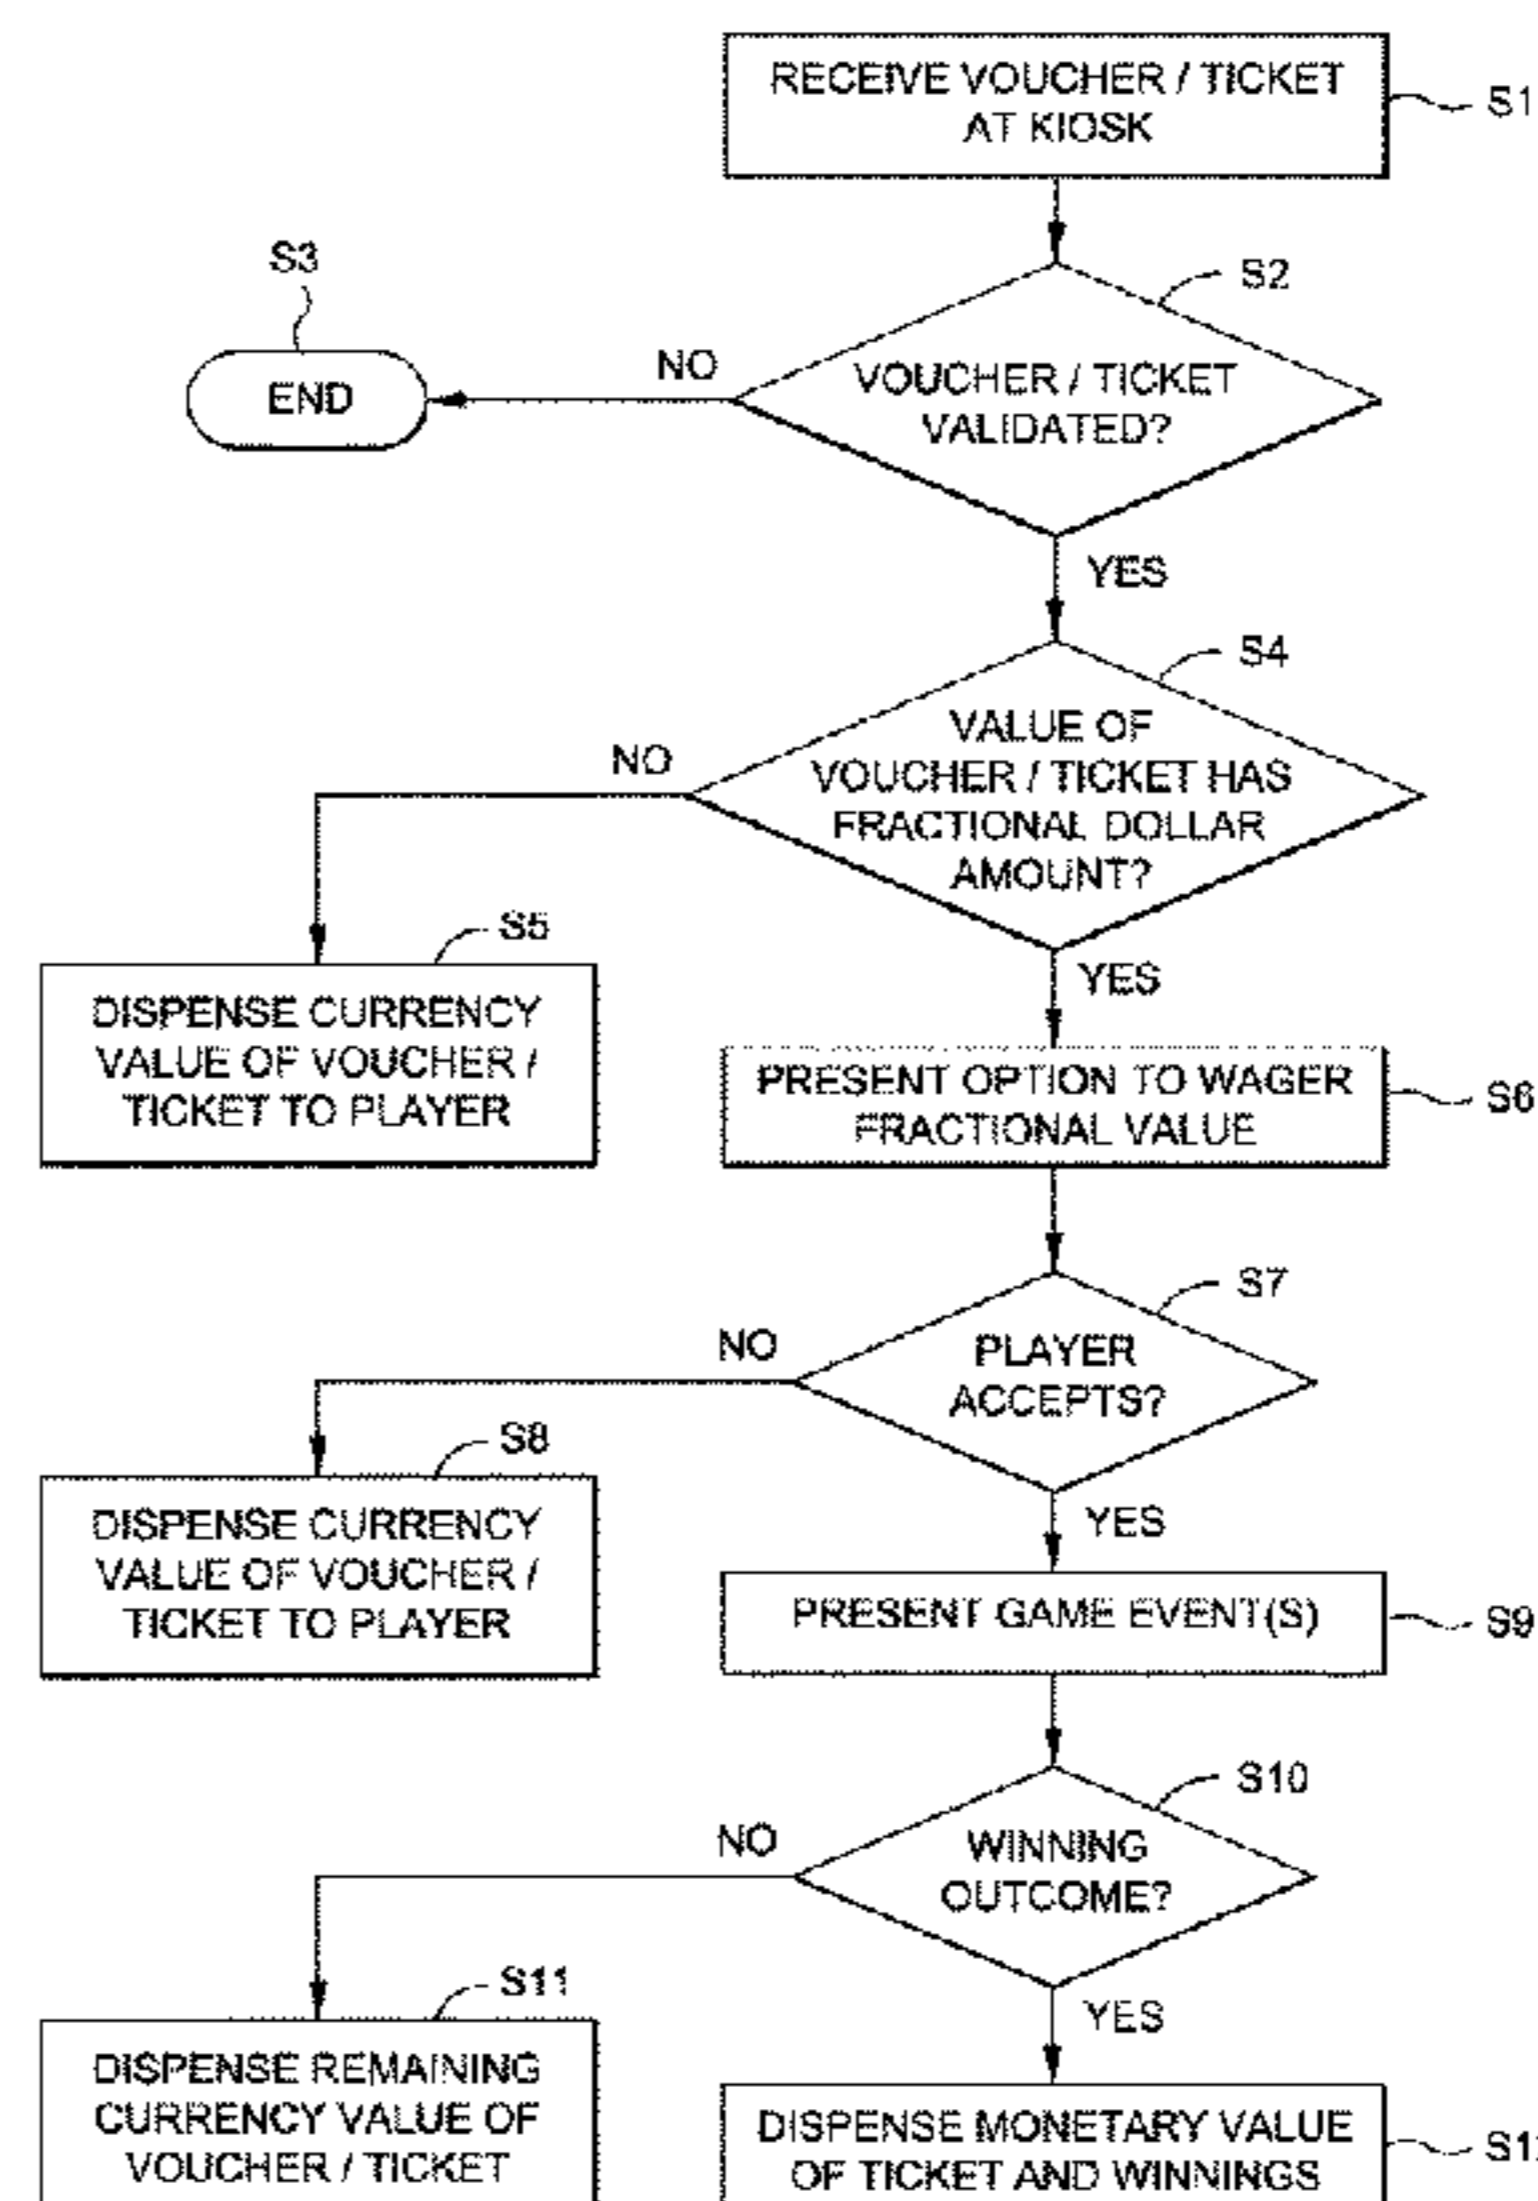 RECEIVE VOUCHER / TICKET
AT KIOSK
S1
S2
S3
VOUCHER / TICKET
VALIDATED?
NO
END
YES
S4
VALUE OF
VOUCHER / TICKET HAS
FRACTIONAL DOLLAR
AMOUNT?
NO
S5
DISPENSE CURRENCY
VALUE OF VOUCHER /
TICKET TO PLAYER
YES
PRESENT OPTION TO WAGER
FRACTIONAL VALUE
S6
S7
PLAYER
ACCEPTS?
NO
S8
DISPENSE CURRENCY
VALUE OF VOUCHER /
TICKET TO PLAYER
YES
PRESENT GAME EVENT(S)
S9
S10
WINNING
OUTCOME?
NO
S11
DISPENSE REMAINING
CURRENCY VALUE OF
VOUCHER / TICKET
YES
DISPENSE MONETARY VALUE
OF TICKET AND WINNINGS